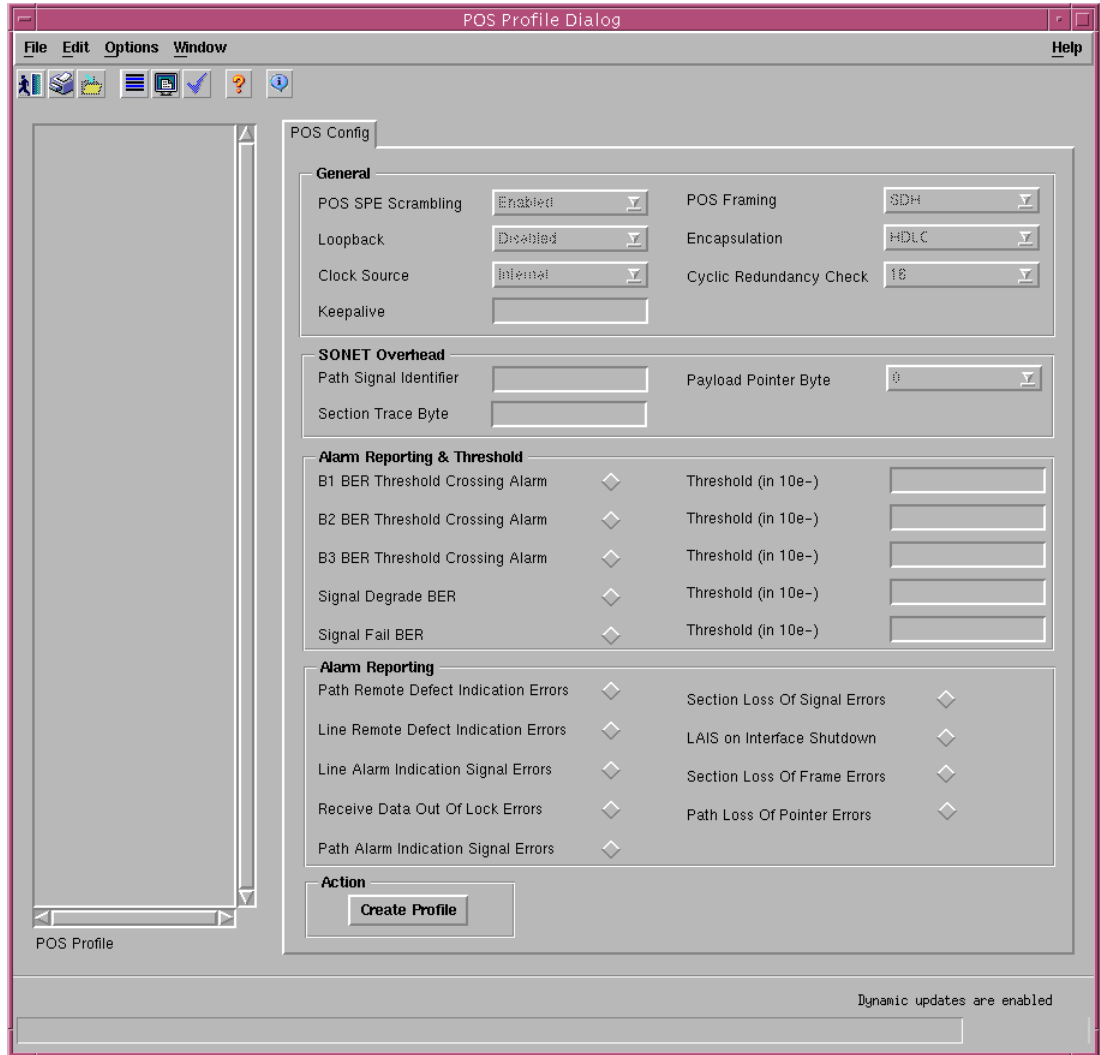 POS Profile Dialog
File Edit Options Window Help
POS Config
General
POS SPE Scrambling Enabled POS Framing SDH
Loopback Disabled Encapsulation HDLC
Clock Source Internal Cyclic Redundancy Check 16
Keepalive
SONET Overhead
Path Signal Identifier Payload Pointer Byte 0
Section Trace Byte
Alarm Reporting & Threshold
B1 BER Threshold Crossing Alarm Threshold (in 10e-)
B2 BER Threshold Crossing Alarm Threshold (in 10e-)
B3 BER Threshold Crossing Alarm Threshold (in 10e-)
Signal Degrade BER Threshold (in 10e-)
Signal Fail BER Threshold (in 10e-)
Alarm Reporting
Path Remote Defect Indication Errors Section Loss Of Signal Errors
Line Remote Defect Indication Errors LAIS on Interface Shutdown
Line Alarm Indication Signal Errors Section Loss Of Frame Errors
Receive Data Out Of Lock Errors Path Loss Of Pointer Errors
Path Alarm Indication Signal Errors
Action
Create Profile
POS Profile
Dynamic updates are enabled